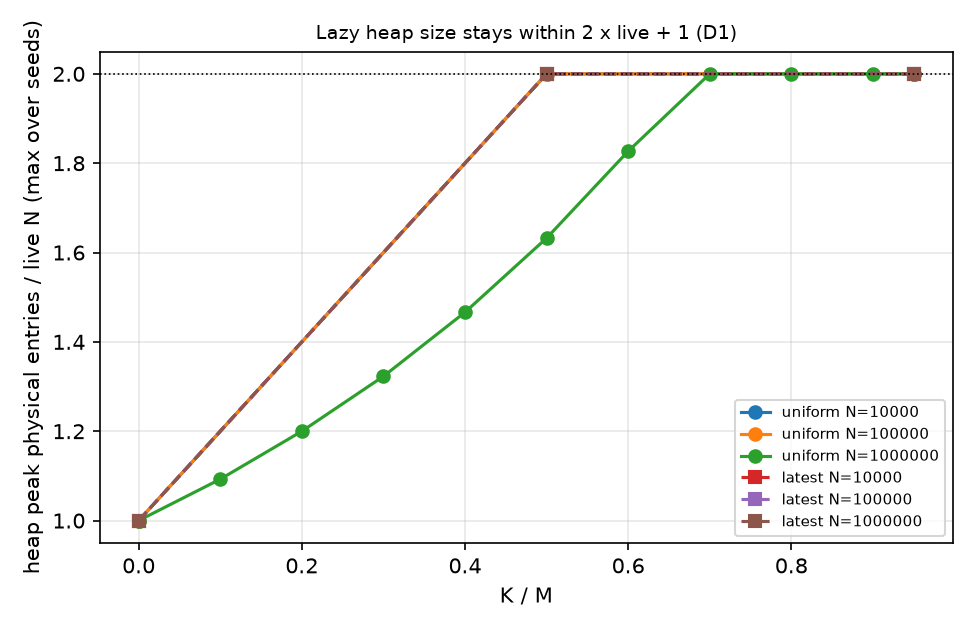 Lazy heap size stays within 2 x live + 1 (D1)
heap peak physical entries / live N (max over seeds)
2.0
1.8
1.6
1.4
1.2
1.0
0.0 0.2 0.4 0.6 0.8
K / M
uniform N=10000
uniform N=100000
uniform N=1000000
latest N=10000
latest N=100000
latest N=1000000